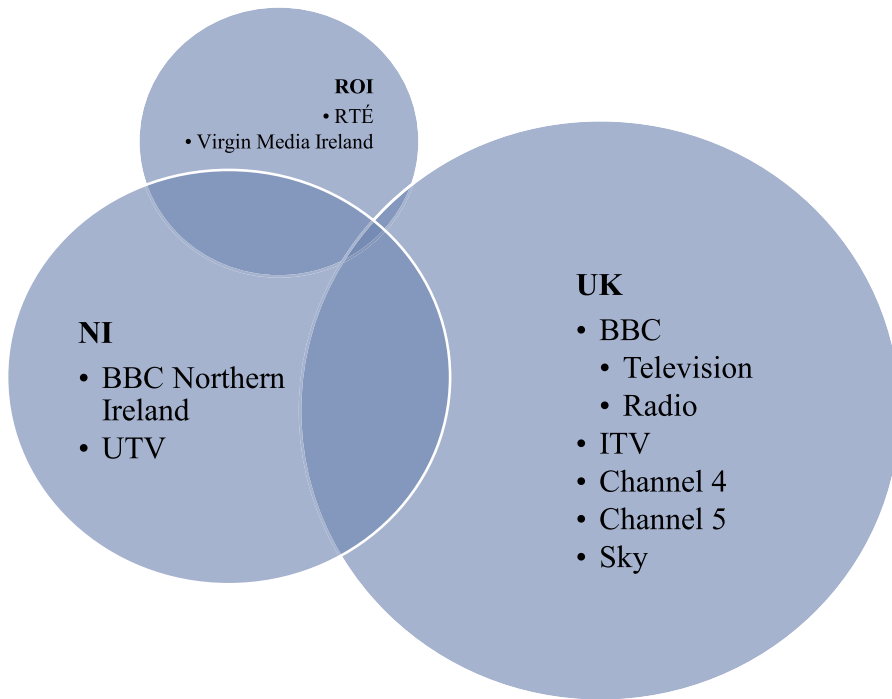 ROI
• RTÉ
• Virgin Media Ireland
NI
• BBC Northern
Ireland
• UTV
UK
• BBC
• Television
• Radio
• ITV
• Channel 4
• Channel 5
• Sky